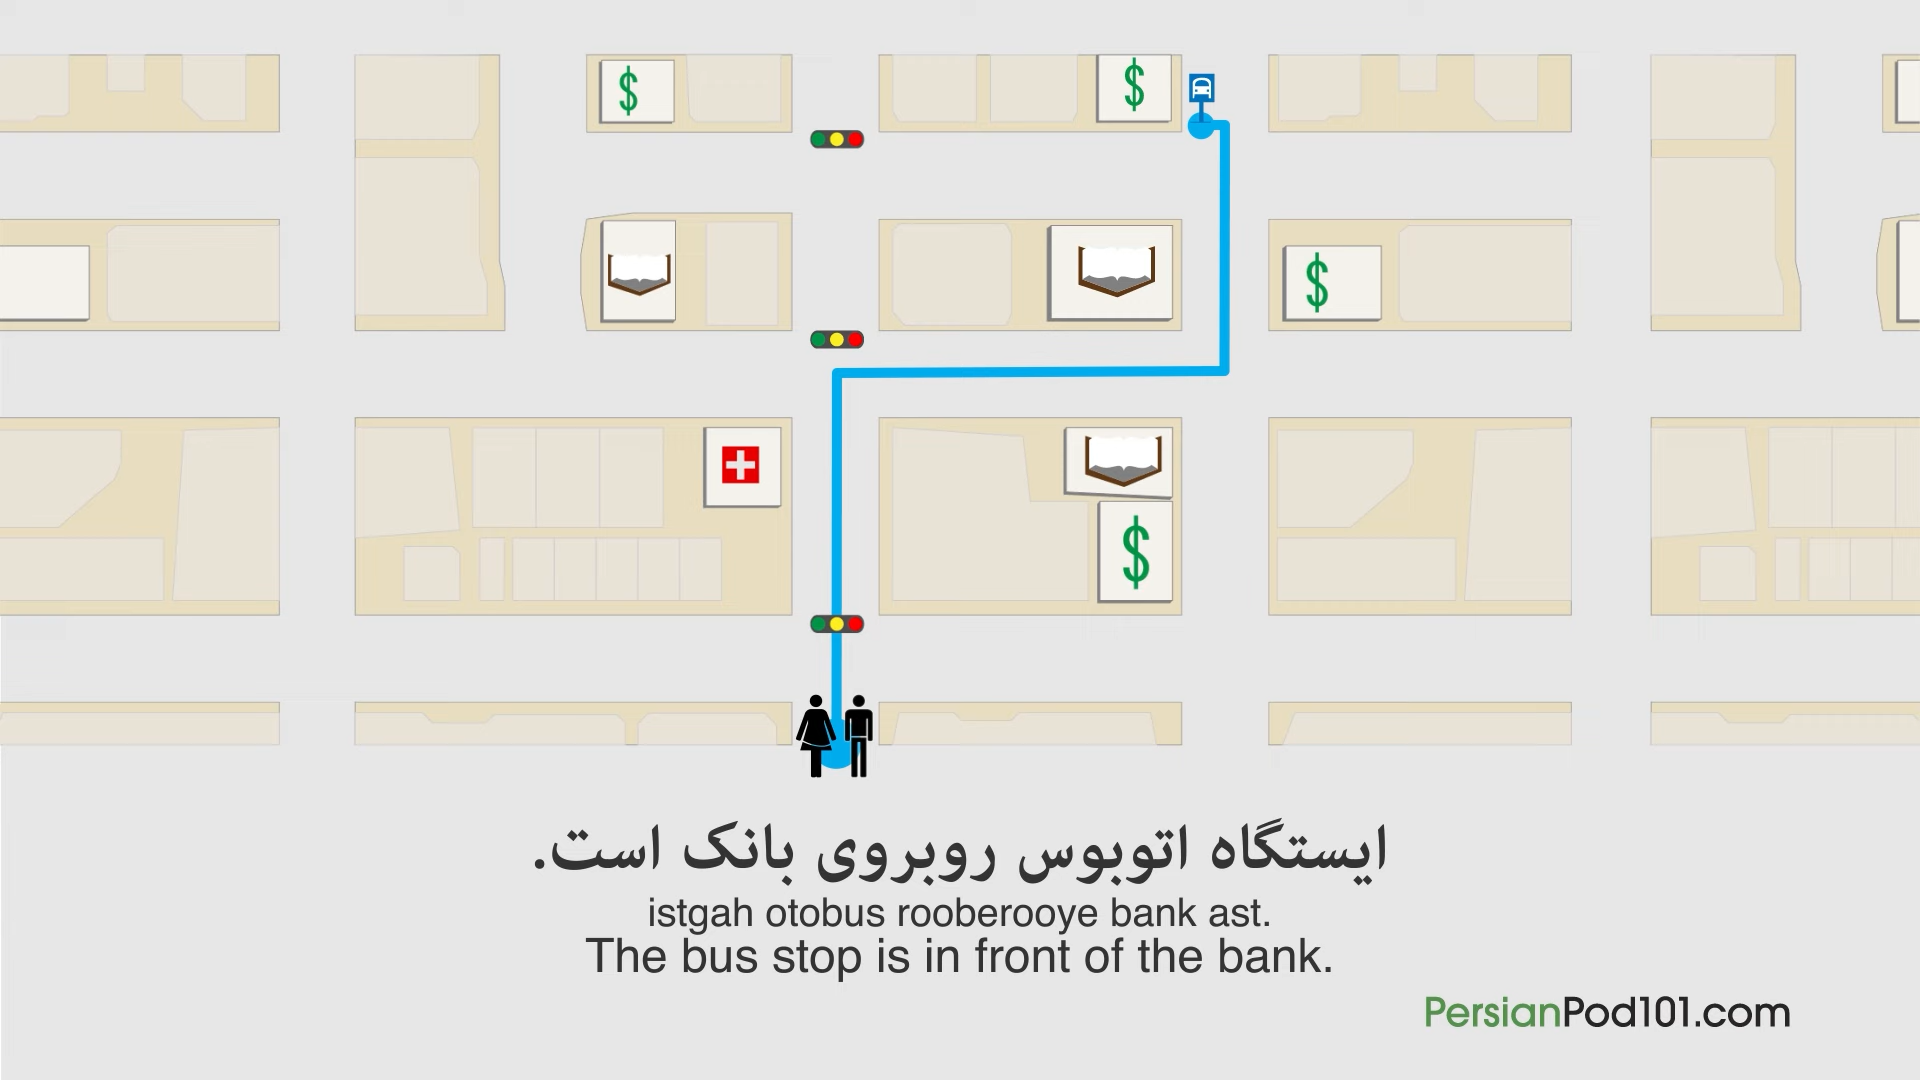 ایستگاه اتوبوس روبروی بانک است.
istgah otobus rooberooye bank ast.
The bus stop is in front of the bank.
PersianPod101.com